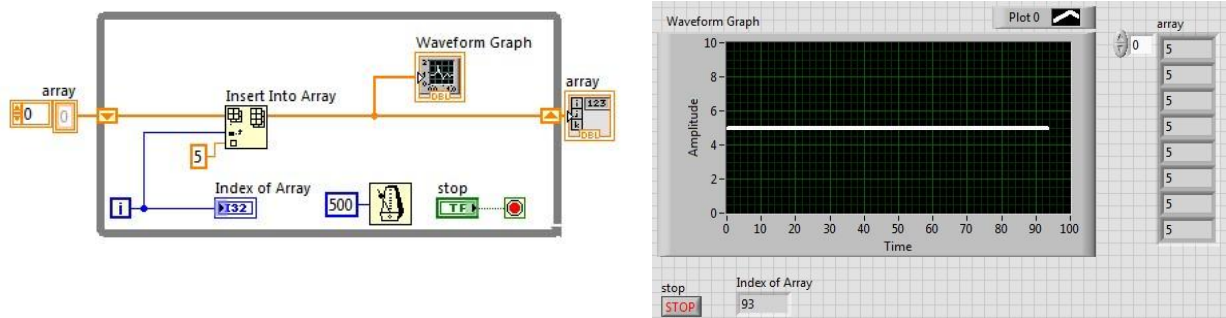 Waveform Graph
DBL
array
0
0
Insert Into Array
5
array
123
DBL
Index of Array
I32
500
stop
TF
i
Waveform Graph
Plot 0
10
8
6
4
2
0
Amplitude
0 10 20 30 40 50 60 70 80 90 100
Time
array
0
5
5
5
5
5
5
5
5
stop
STOP
Index of Array
93